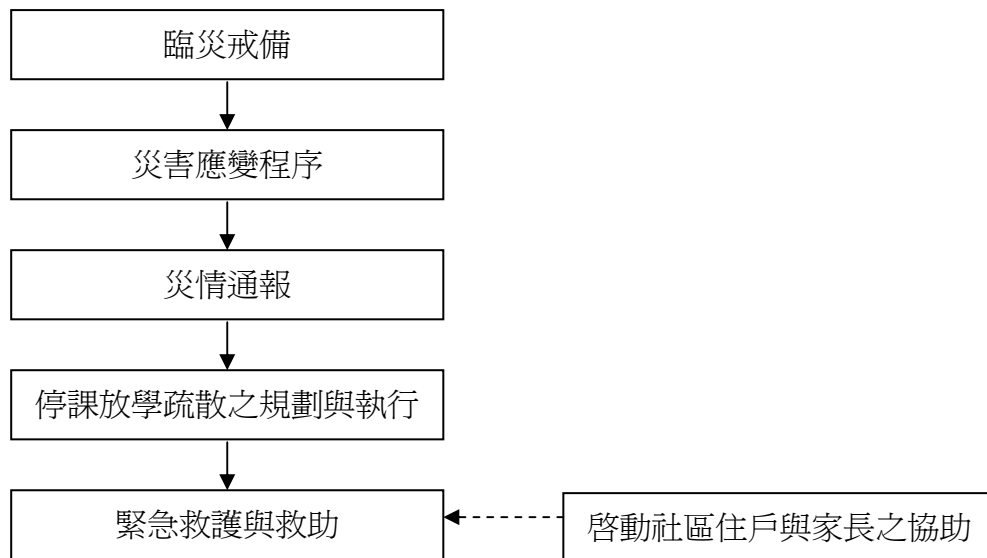 臨災戒備
災害應變程序
災情通報
停課放學疏散之規劃與執行
緊急救護與救助
啓動社區住戶與家長之協助